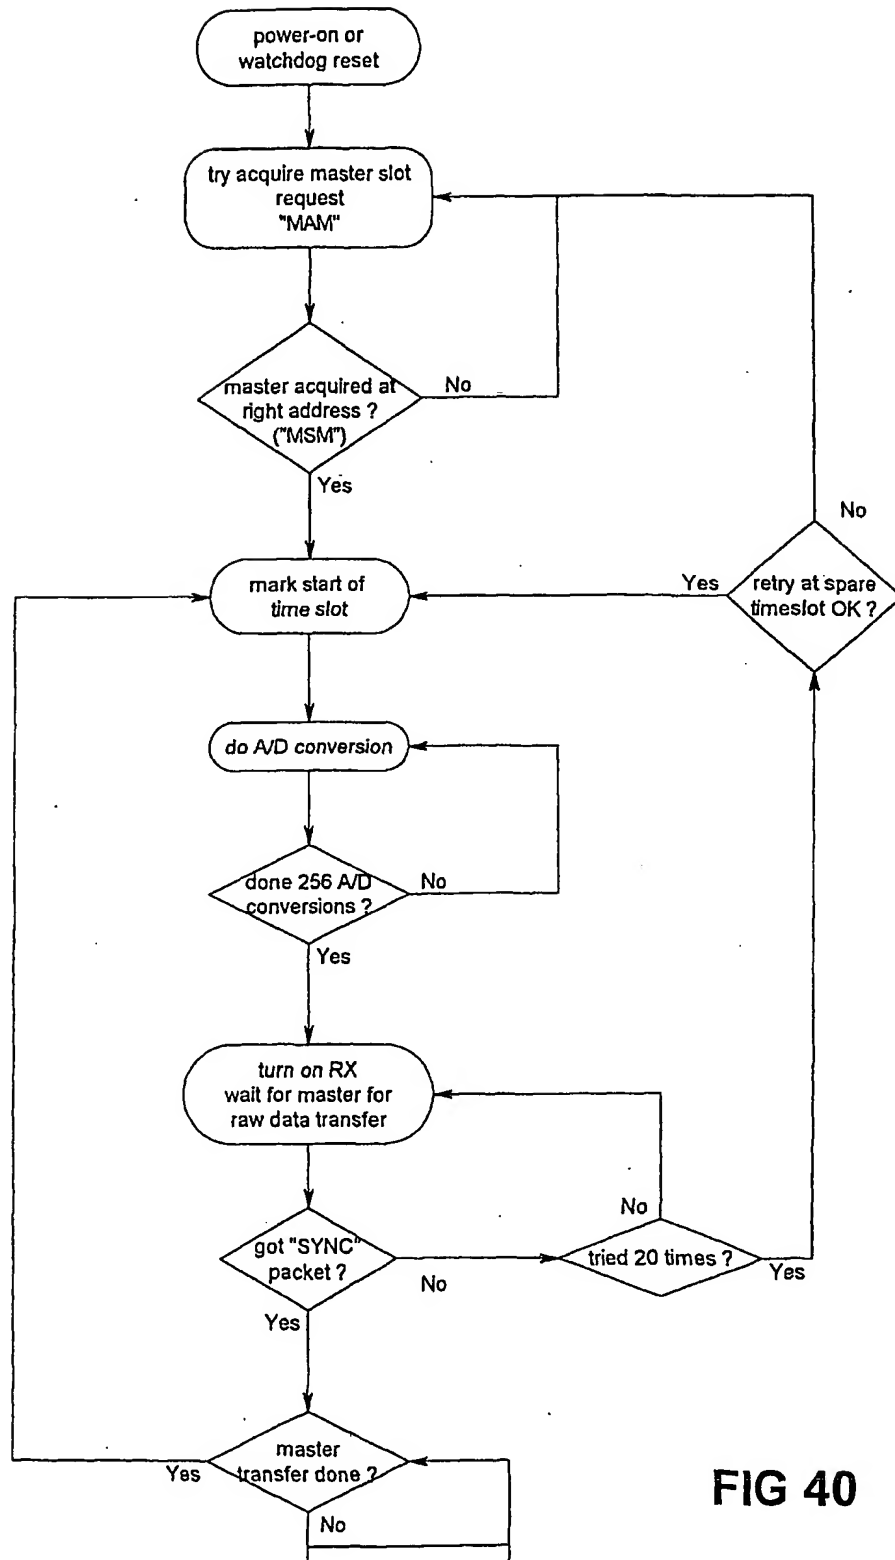 power-on or
watchdog reset
try acquire master slot
request
"MAM"
master acquired at
right address ?
("MSM")
No
Yes
No
mark start of
time slot
Yes
retry at spare
timeslot OK ?
do A/D conversion
done 256 A/D
conversions ?
No
Yes
turn on RX
wait for master for
raw data transfer
No
got "SYNC"
packet ?
No
tried 20 times ?
Yes
Yes
master
transfer done ?
Yes
No
FIG 40